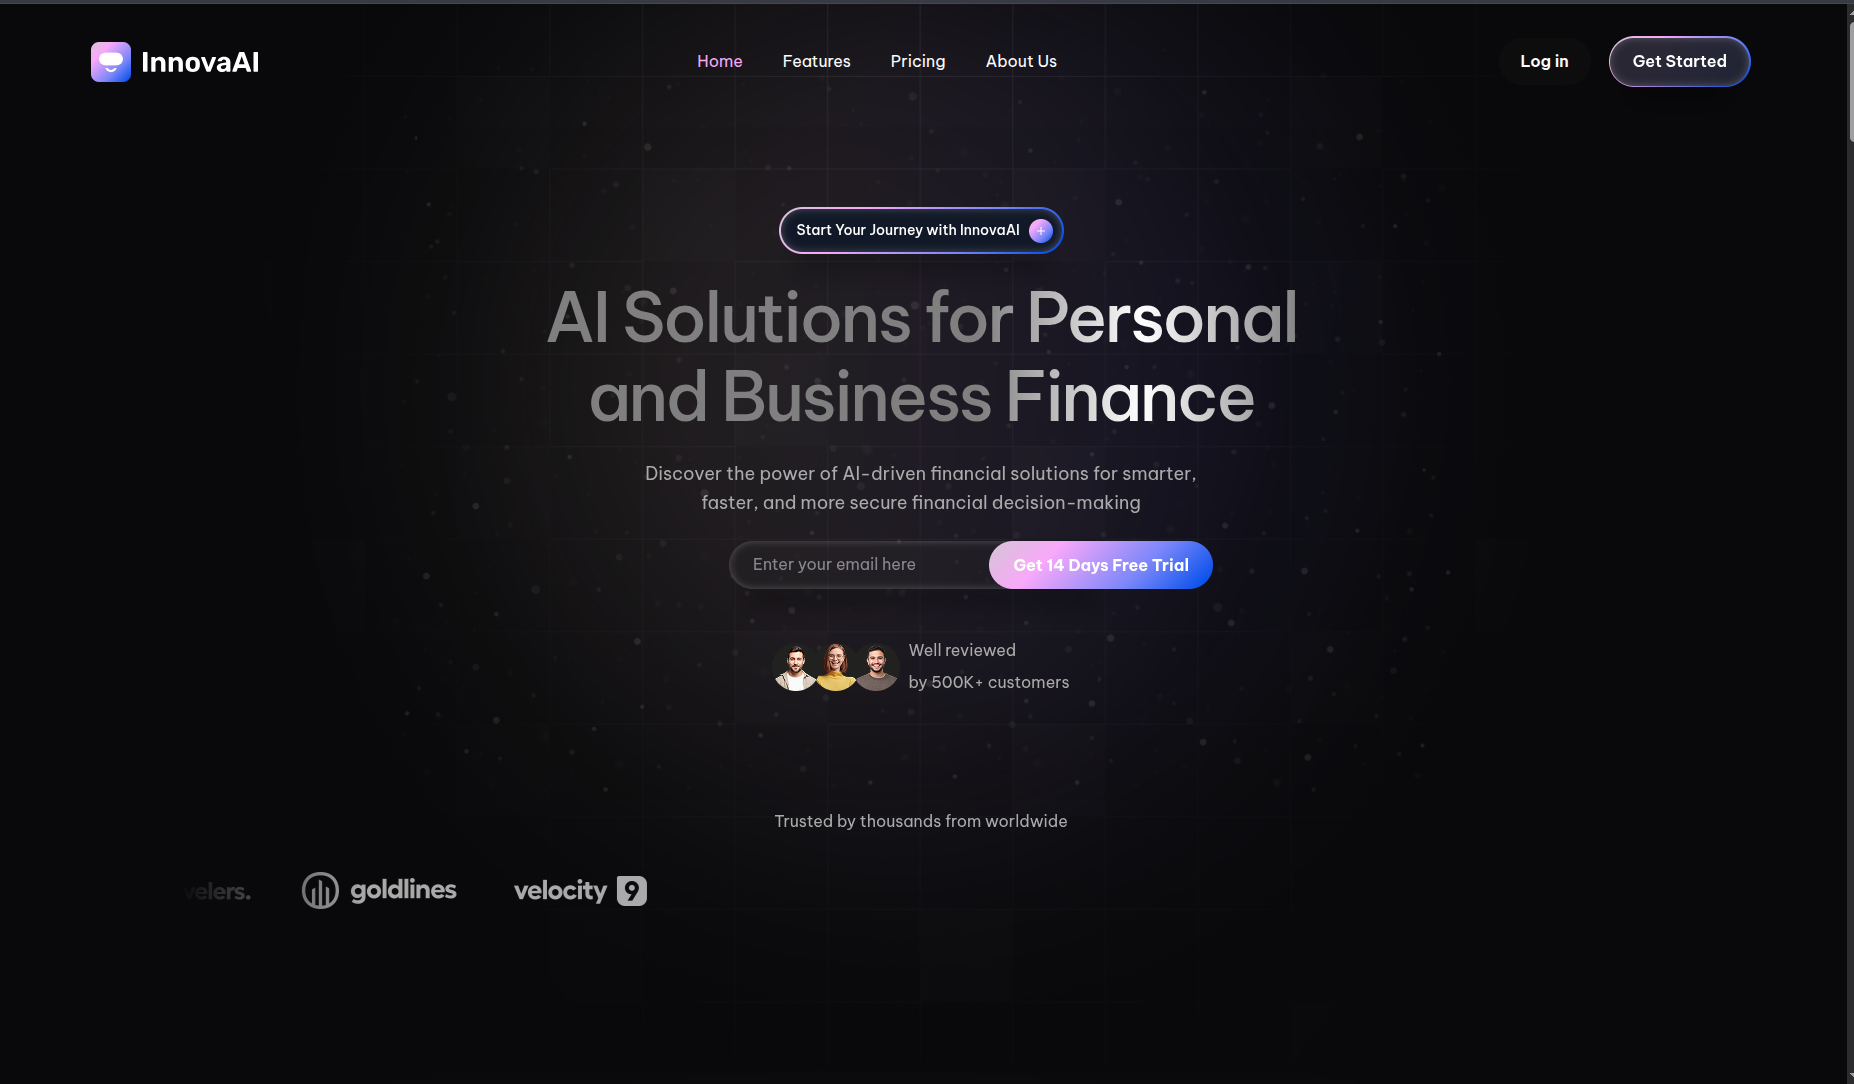 InnovaAI
Home
Features
Pricing
About Us
Log in
Get Started
Start Your Journey with InnovaAI
AI Solutions for Personal
and Business Finance
Discover the power of AI-driven financial solutions for smarter,
faster, and more secure financial decision-making
Enter your email here
Get 14 Days Free Trial
Well reviewed
by 500K+ customers
Trusted by thousands from worldwide
velers.
goldlines
velocity 9